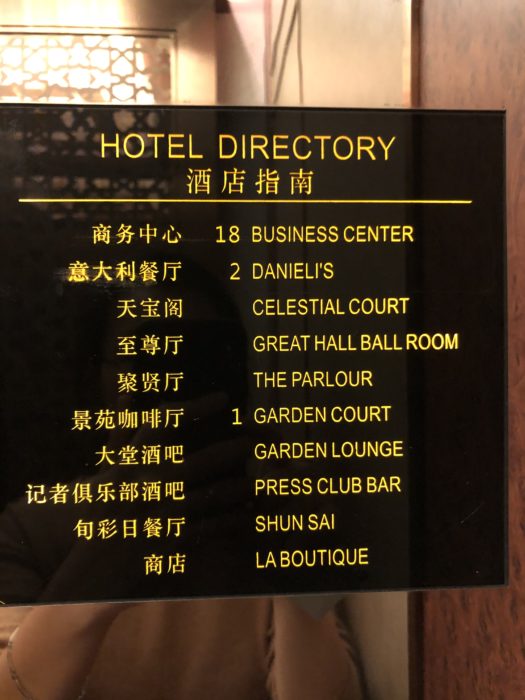 HOTEL DIRECTORY
酒店指南
商务中心 18 BUSINESS CENTER
意大利餐厅 2 DANIELI'S
天宝阁 CELESTIAL COURT
至尊厅 GREAT HALL BALL ROOM
聚贤厅 THE PARLOUR
景苑咖啡厅 1 GARDEN COURT
大堂酒吧 GARDEN LOUNGE
记者俱乐部酒吧 PRESS CLUB BAR
旬彩日餐厅 SHUN SAI
商店 LA BOUTIQUE